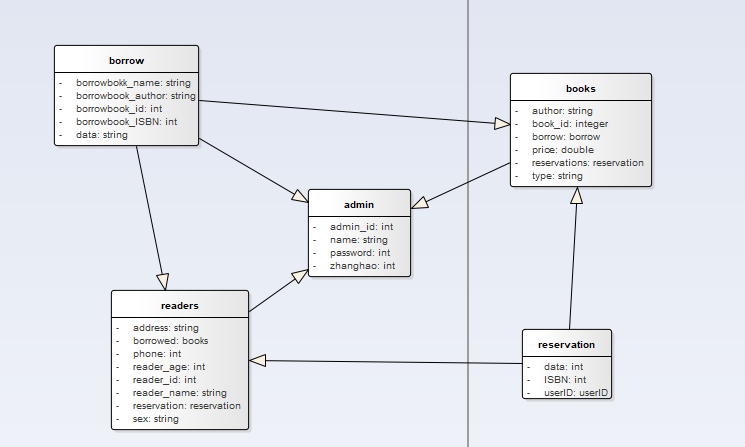 borrow
- borrowbokk_name: string
- borrowbook_author: string
- borrowbook_id: int
- borrowbook_ISBN: int
- data: string
books
- author: string
- book_id: integer
- borrow: borrow
- price: double
- reservations: reservation
- type: string
admin
- admin_id: int
- name: string
- password: int
- zhanghao: int
readers
- address: string
- borrowed: books
- phone: int
- reader_age: int
- reader_id: int
- reader_name: string
- reservation: reservation
- sex: string
reservation
- data: int
- ISBN: int
- userID: userID